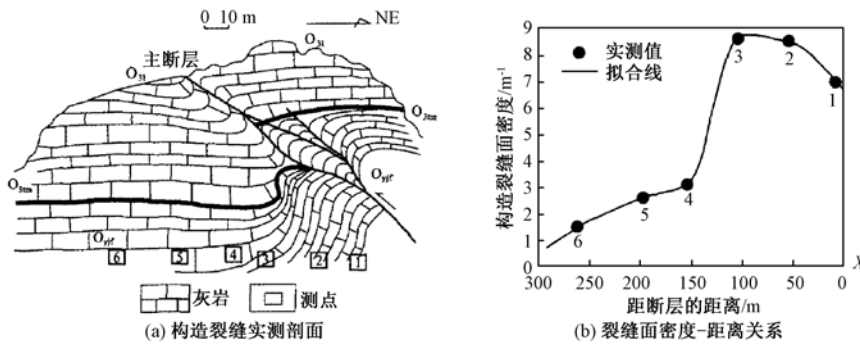 0 10 m
NE
主断层
O₃l
O₃l
O₃tm
O₃tm
Oyjf
Oyjf
6 5 4 3 2 1
灰岩
测点
(a) 构造裂缝实测剖面
构造裂缝面密度/m⁻¹
9
8
7
6
5
4
3
2
1
0
实测值
拟合线
3
2
1
4
5
6
300 250 200 150 100 50 0
X
距断层的距离/m
(b) 裂缝面密度-距离关系